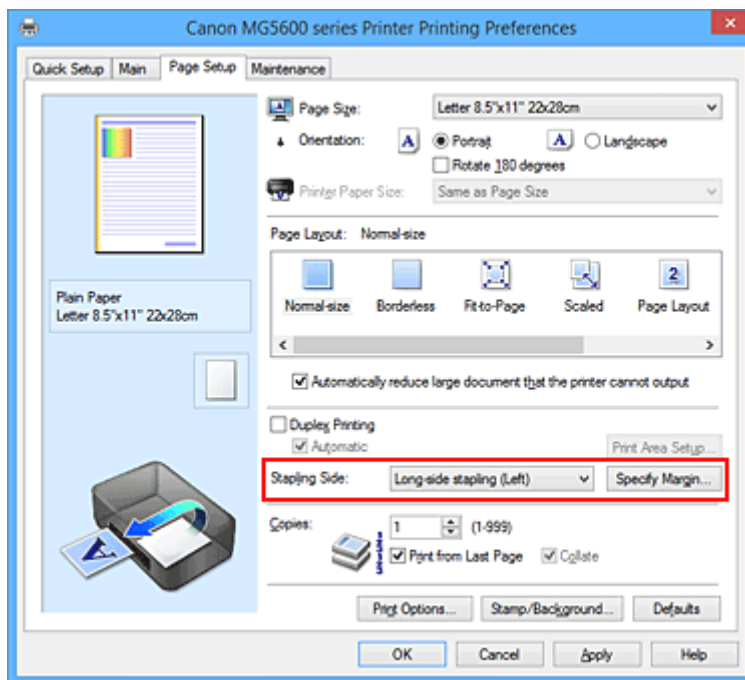 Canon MG5600 series Printer Printing Preferences
Quick Setup Main Page Setup Maintenance
Page Size: Letter 8.5"x11" 22x28cm
Orientation: A Portrait A Landscape
Rotate 180 degrees
Printer Paper Size: Same as Page Size
Page Layout: Normal-size
2
Normal-size Borderless Fit-to-Page Scaled Page Layout
Plain Paper
Letter 8.5"x11" 22x28cm
Automatically reduce large document that the printer cannot output
Duplex Printing
Automatic Print Area Setup...
Stapling Side: Long-side stapling (Left) Specify Margin...
Copies: 1 (1-999)
Print from Last Page Collate
A
Print Options... Stamp/Background... Defaults
OK Cancel Apply Help